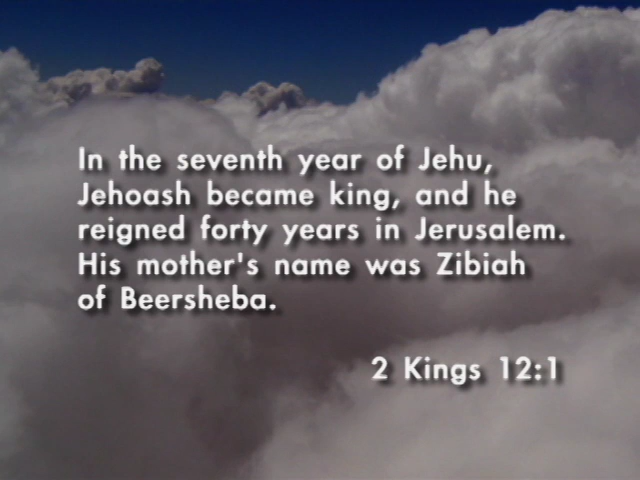 In the seventh year of Jehu,
Jehoash became king, and he
reigned forty years in Jerusalem.
His mother's name was Zibiah
of Beersheba.
2 Kings 12:1